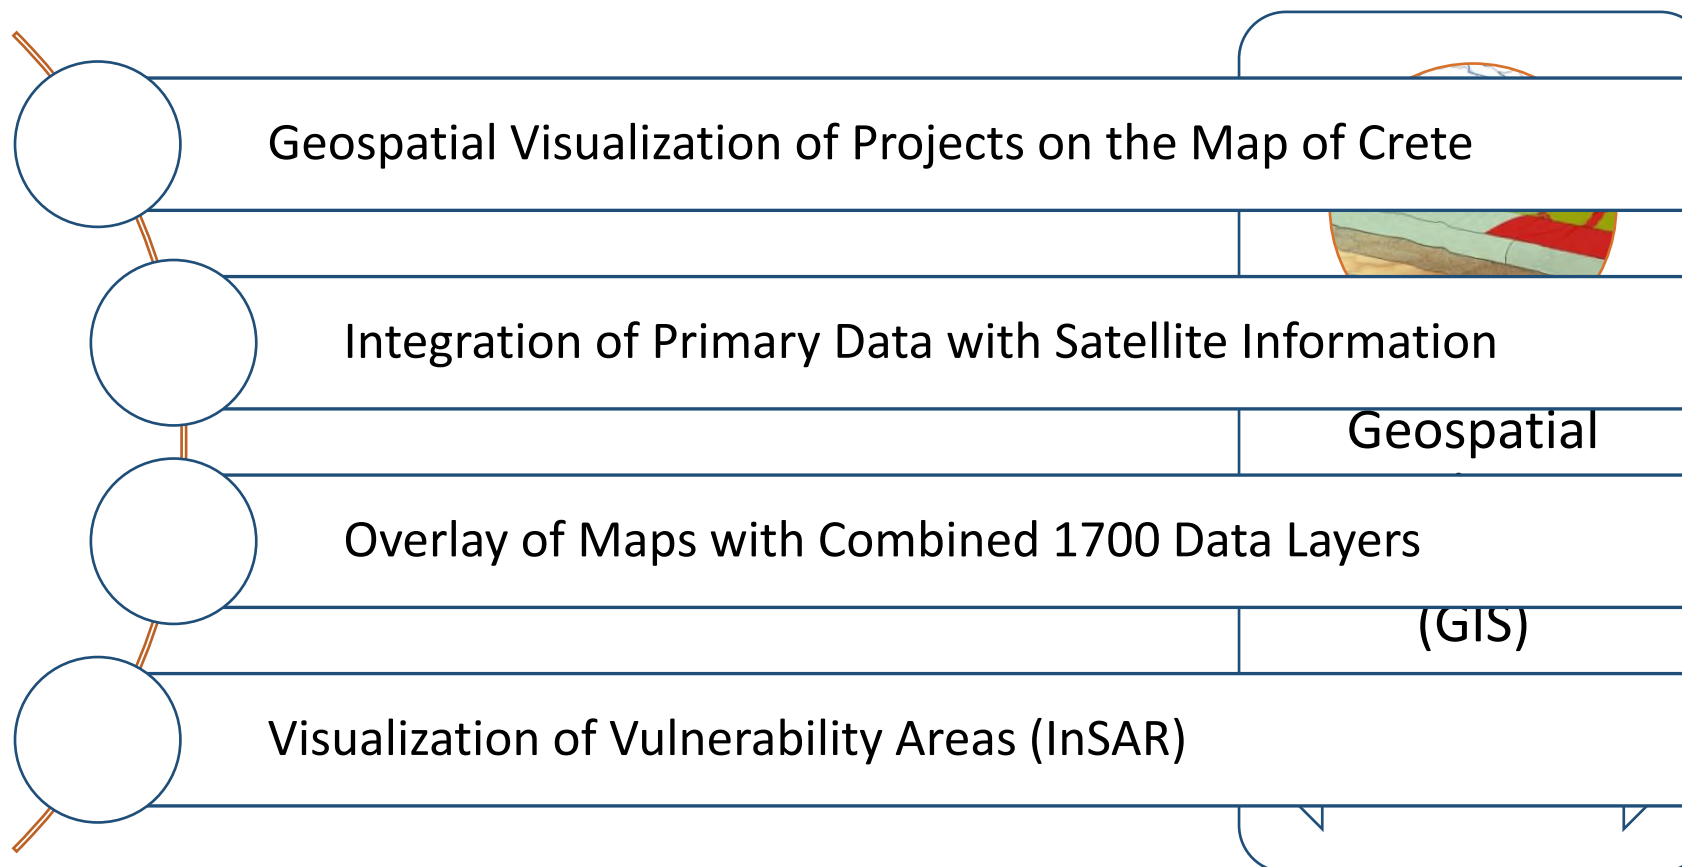 Geospatial Visualization of Projects on the Map of Crete
Integration of Primary Data with Satellite Information
Geospatial
Overlay of Maps with Combined 1700 Data Layers
(GIS)
Visualization of Vulnerability Areas (InSAR)